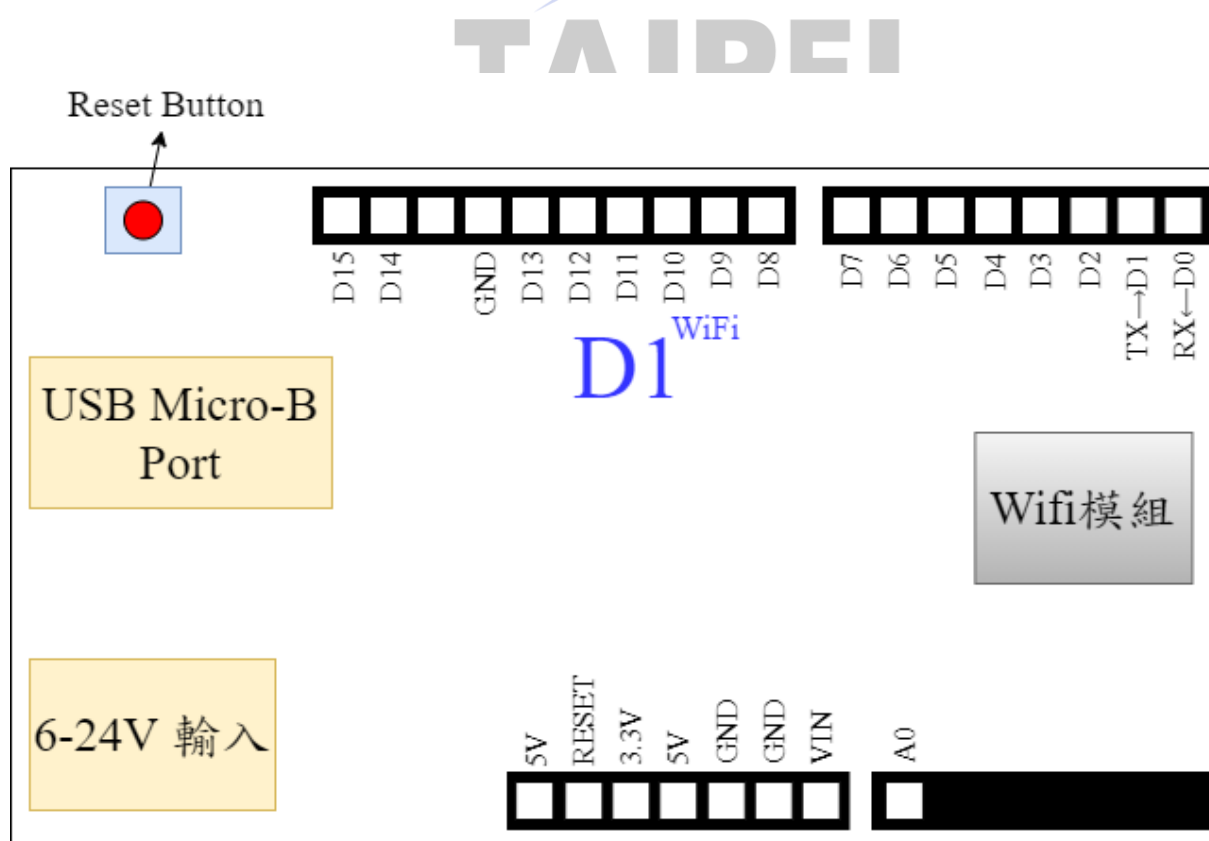 TAIPEI
Reset Button
D15
D14
GND
D13
D12
D11
D10
D9
D8
D7
D6
D5
D4
D3
D2
TX→D1
RX←D0
D1 WiFi
USB Micro-B
Port
Wifi模組
6-24V 輸入
5V
RESET
3.3V
5V
GND
GND
VIN
A0